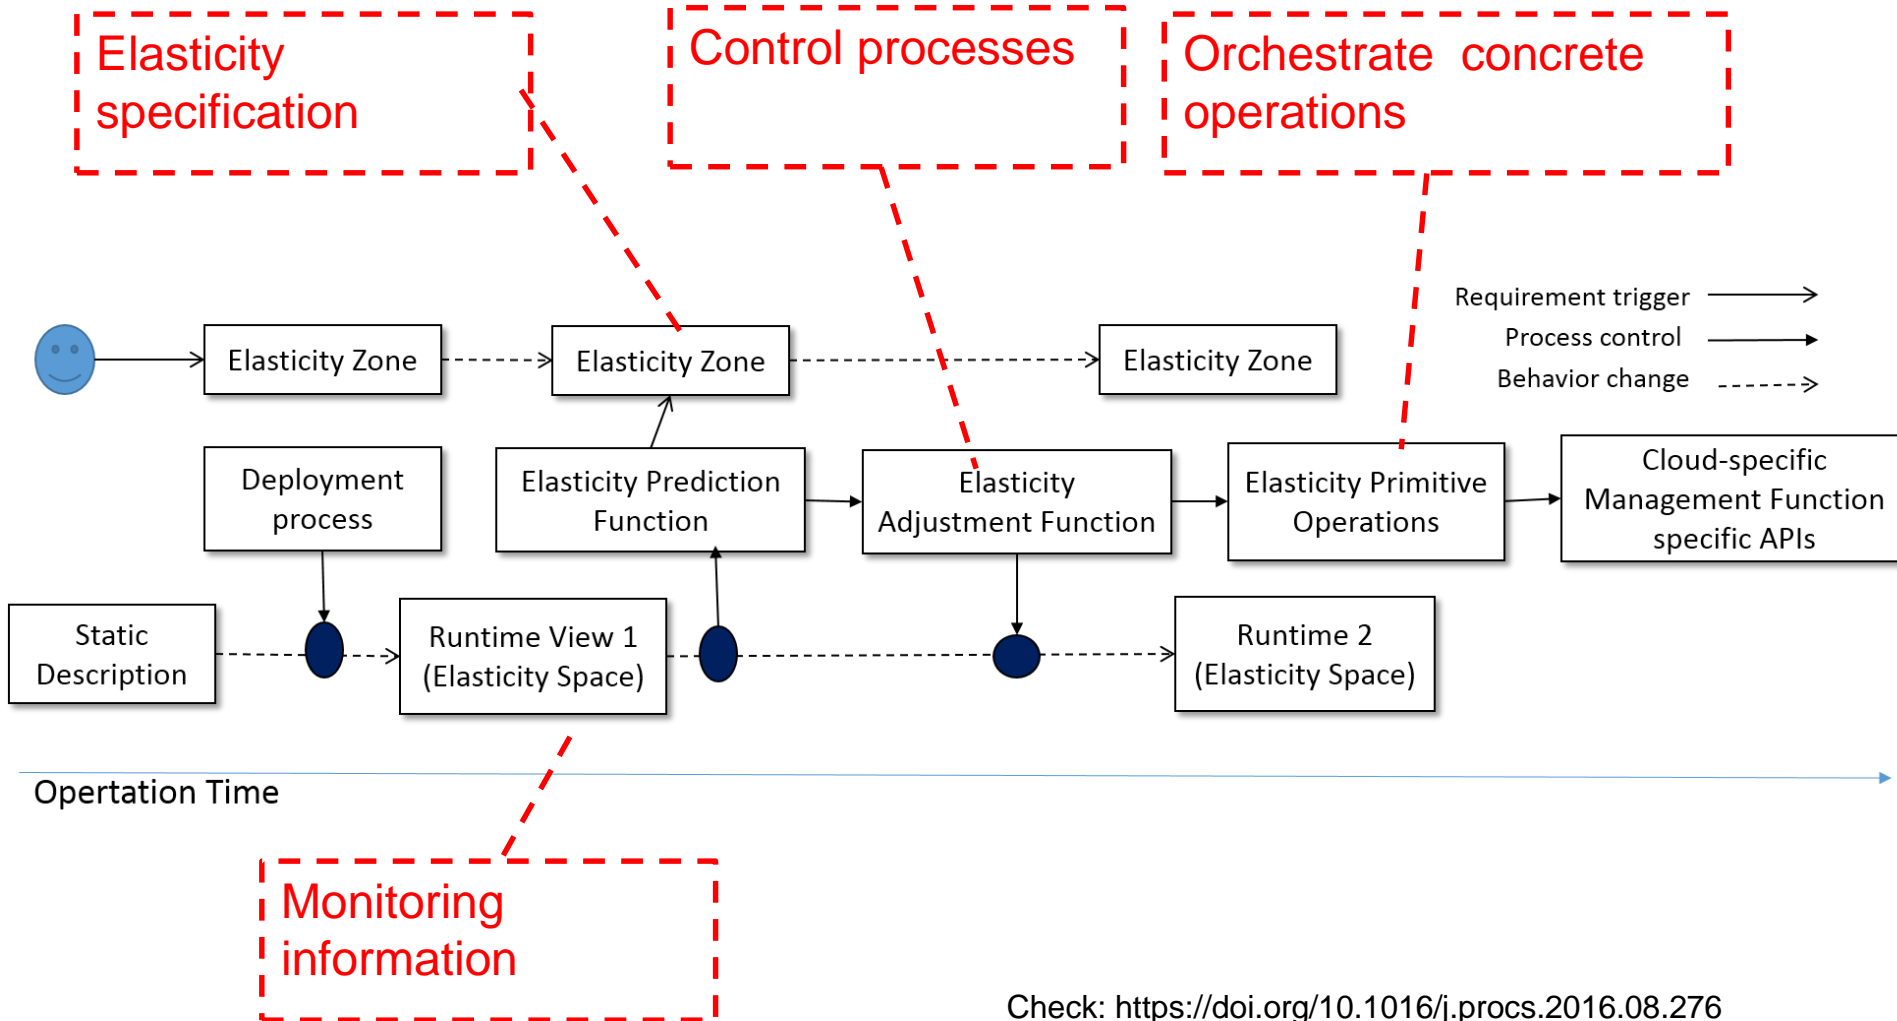 Elasticity
specification
Control processes
Orchestrate concrete
operations
Requirement trigger
Process control
Behavior change
Elasticity Zone
Elasticity Zone
Elasticity Zone
Deployment
process
Elasticity Prediction
Function
Elasticity
Adjustment Function
Elasticity Primitive
Operations
Cloud-specific
Management Function
specific APIs
Static
Description
Runtime View 1
(Elasticity Space)
Runtime 2
(Elasticity Space)
Opertation Time
Monitoring
information
Check: https://doi.org/10.1016/j.procs.2016.08.276